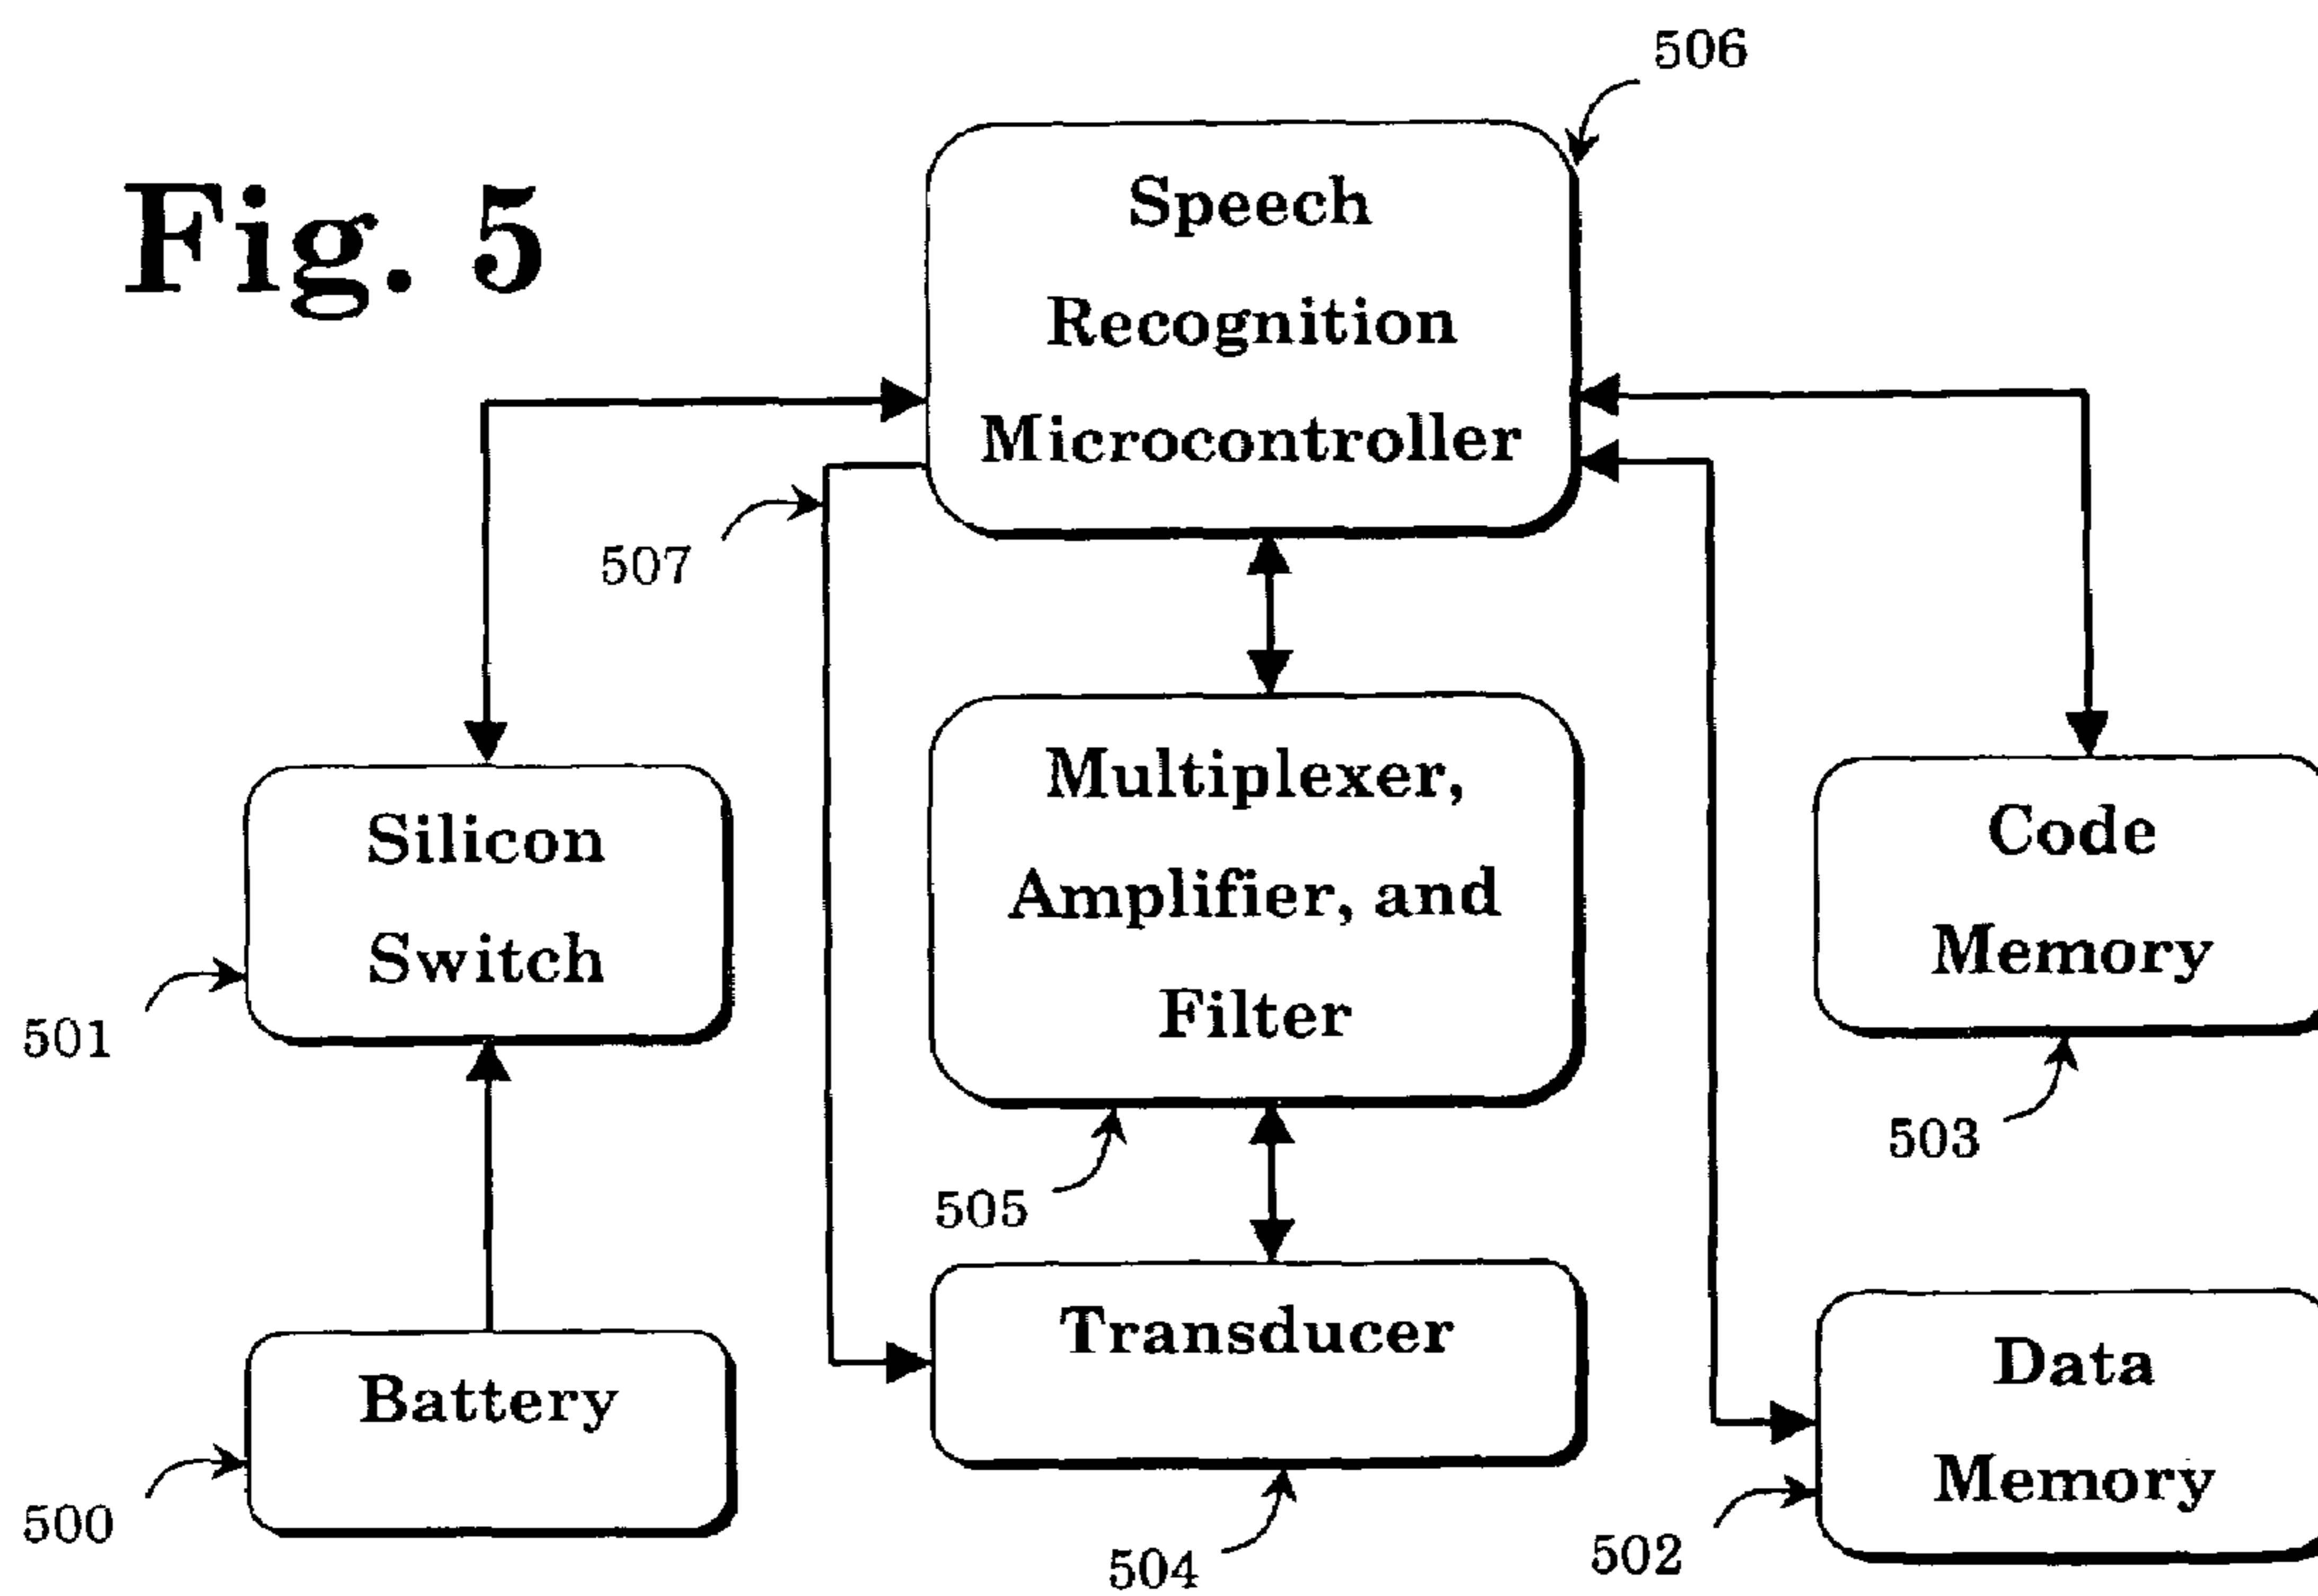 506
Fig. 5
Speech
Recognition
Microcontroller
507
Silicon
Switch
501
Multiplexer,
Amplifier, and
Filter
505
Code
Memory
503
Battery
500
Transducer
504
Data
Memory
502